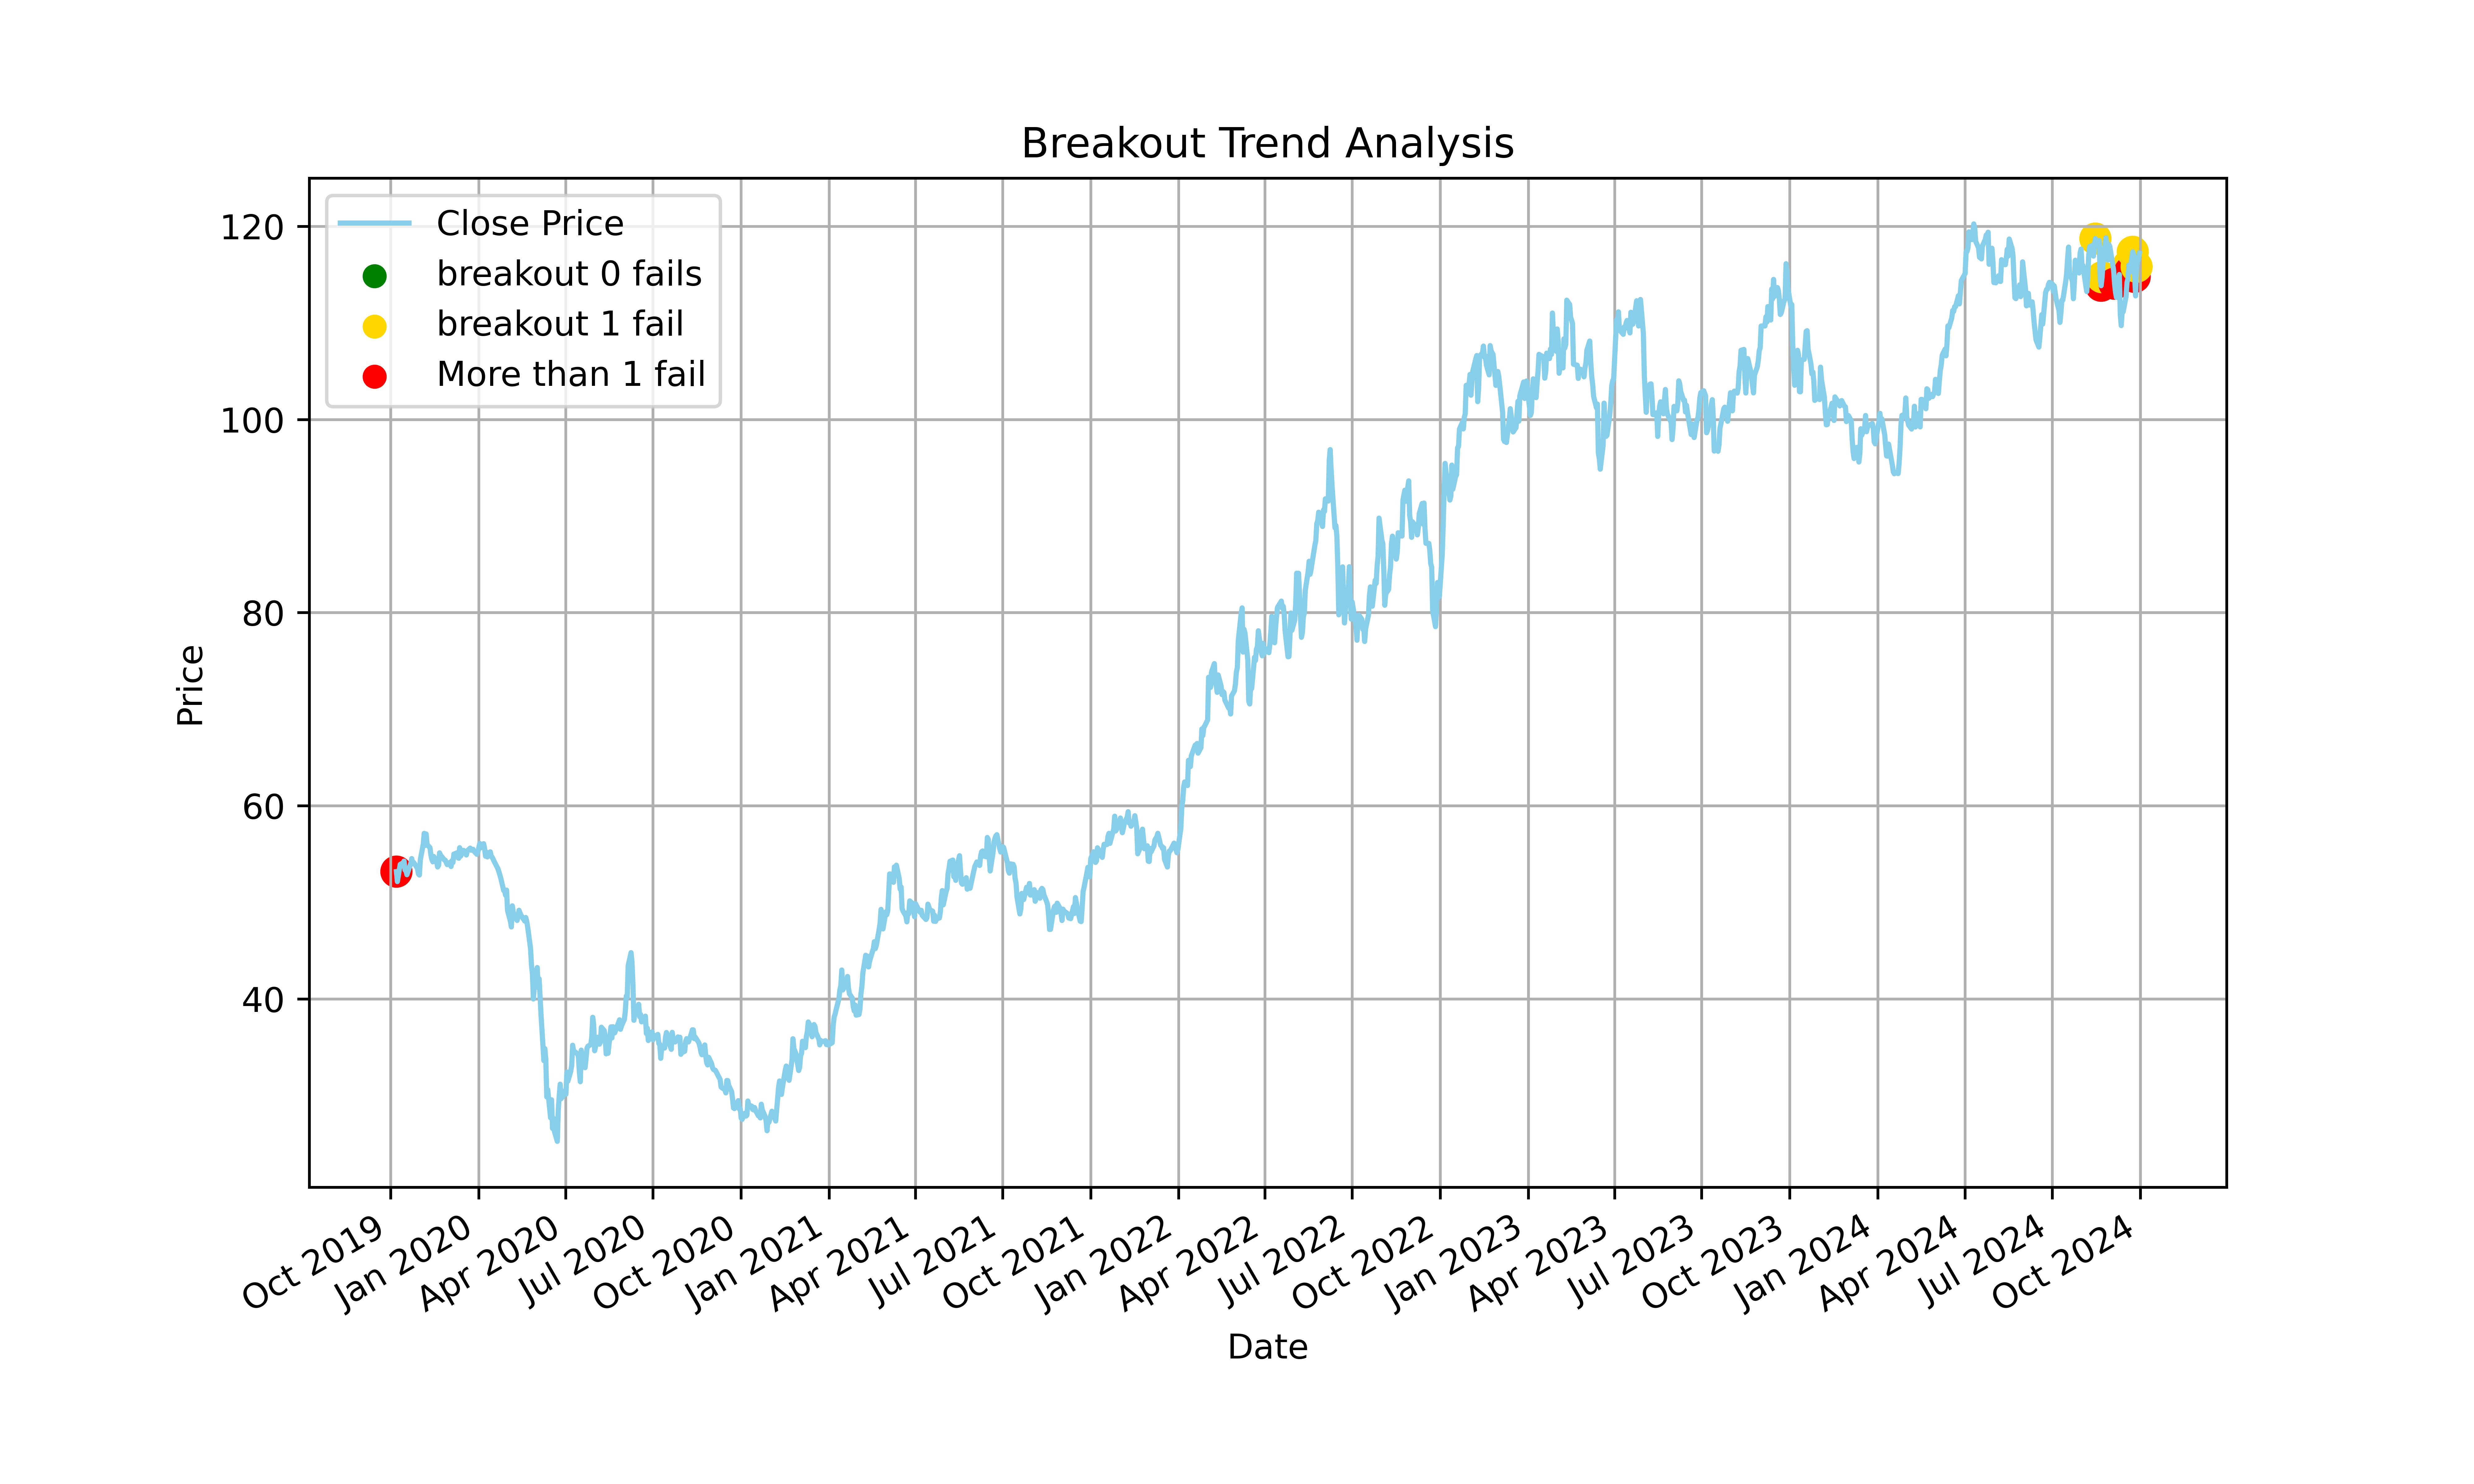 Breakout Trend Analysis
Close Price
breakout 0 fails
breakout 1 fail
More than 1 fail
120
100
80
60
40
Price
Oct 2019
Jan 2020
Apr 2020
Jul 2020
Oct 2020
Jan 2021
Apr 2021
Jul 2021
Oct 2021
Jan 2022
Apr 2022
Jul 2022
Oct 2022
Jan 2023
Apr 2023
Jul 2023
Oct 2023
Jan 2024
Apr 2024
Jul 2024
Oct 2024
Date